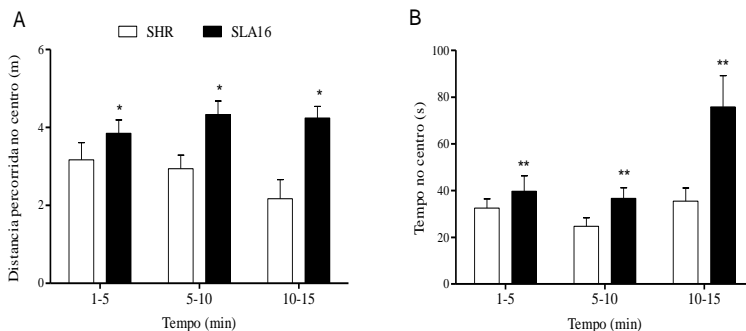 A
SHR
SLA16
Distancia percorrida no centro (m)
6
4
2
0
*
*
*
1-5
5-10
10-15
Tempo (min)
B
Tempo no centro (s)
100
80
60
40
20
0
**
**
**
1-5
5-10
10-15
Tempo (min)